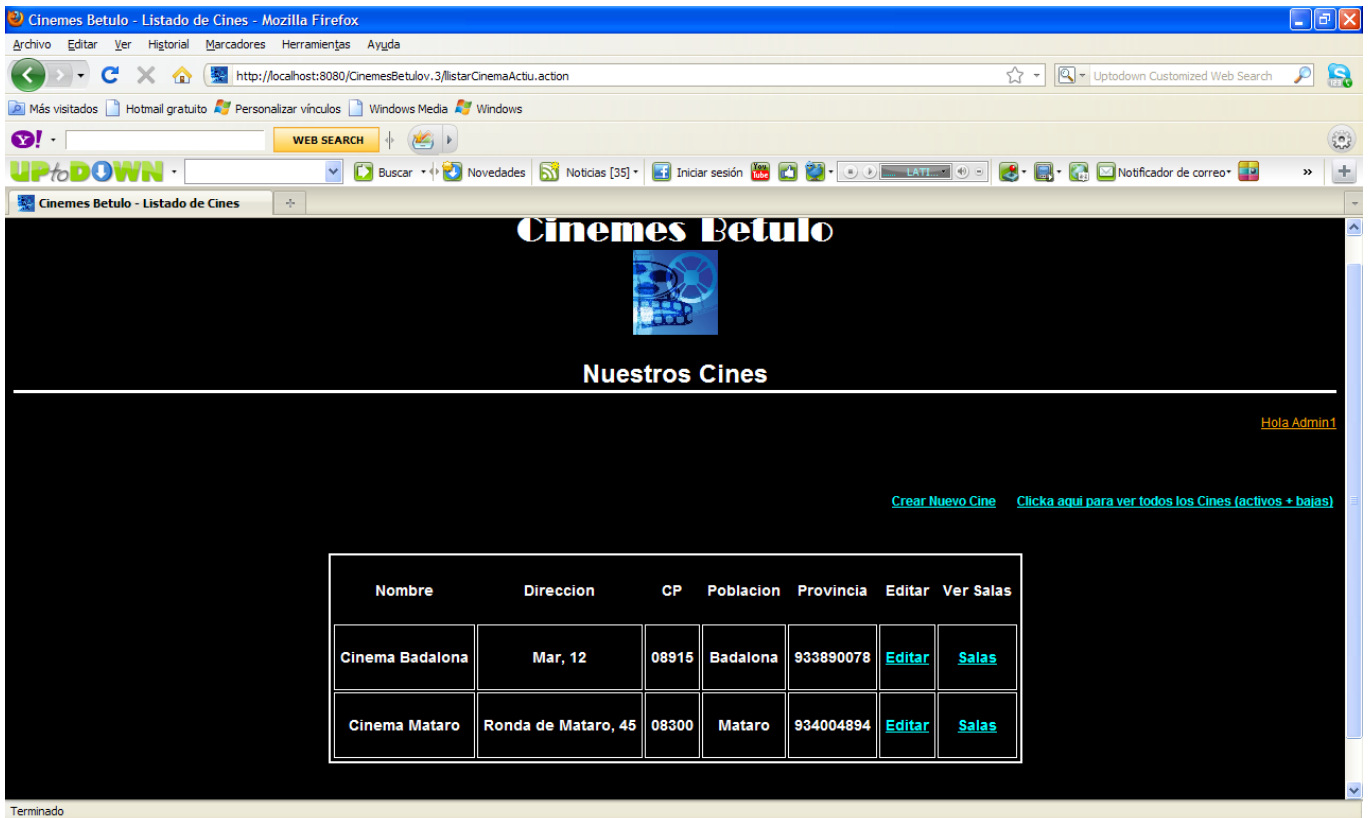 Cinemes Betulo - Listado de Cines - Mozilla Firefox
Archivo Editar Ver Historial Marcadores Herramientas Ayuda
http://localhost:8080/CinemesBetulov.3/listarCinemaActiu.action
Uptodown Customized Web Search
Más visitados Hotmail gratuito Personalizar vínculos Windows Media Windows
Y! WEB SEARCH
UPtoDOWN Buscar Novedades Noticias [35] Iniciar sesión You Tube LATI... Notificador de correo
Cinemes Betulo - Listado de Cines
Cinemes Betulo
Nuestros Cines
Hola Admin1
Crear Nuevo Cine Clicka aqui para ver todos los Cines (activos + bajas)
Nombre Direccion CP Poblacion Provincia Editar Ver Salas
Cinema Badalona Mar, 12 08915 Badalona 933890078 Editar Salas
Cinema Mataro Ronda de Mataro, 45 08300 Mataro 934004894 Editar Salas
Terminado